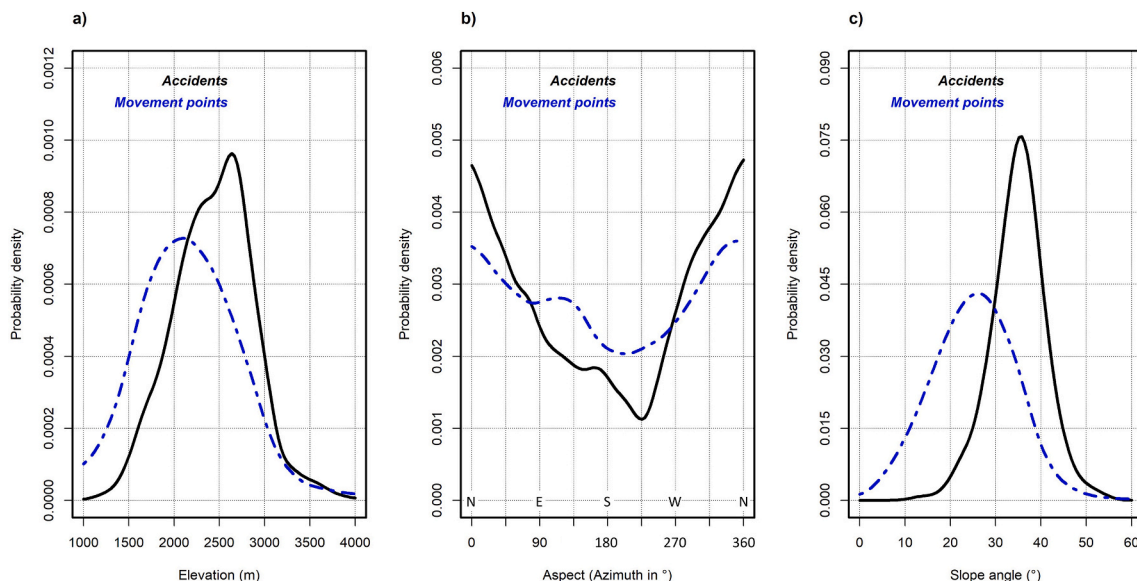 a)
Accidents
Movement points
Probability density
0.0000 0.0002 0.0004 0.0006 0.0008 0.0010 0.0012
1000 1500 2000 2500 3000 3500 4000
Elevation (m)
b)
Accidents
Movement points
Probability density
0.000 0.001 0.002 0.003 0.004 0.005 0.006
N E S W N
0 90 180 270 360
Aspect (Azimuth in °)
c)
Accidents
Movement points
Probability density
0.000 0.015 0.030 0.045 0.060 0.075 0.090
0 10 20 30 40 50 60
Slope angle (°)